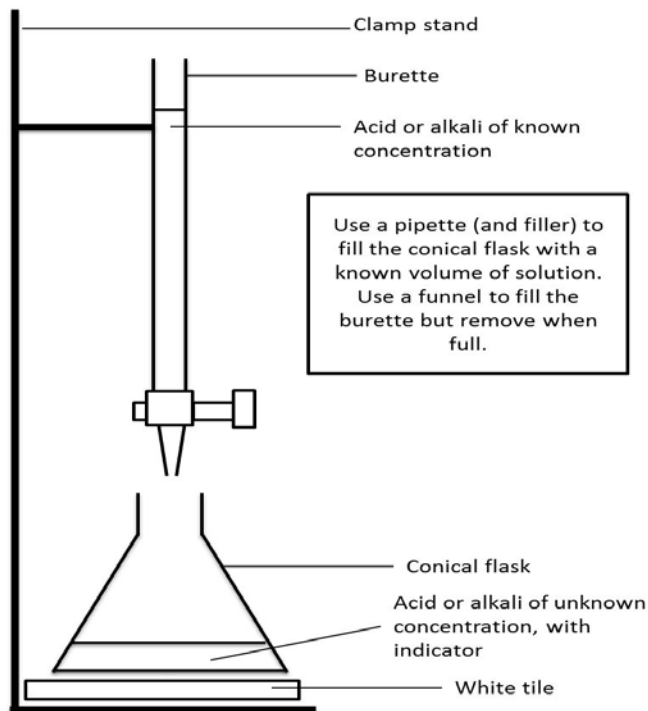 Clamp stand
Burette
Acid or alkali of known
concentration
Use a pipette (and filler) to
fill the conical flask with a
known volume of solution.
Use a funnel to fill the
burette but remove when
full.
Conical flask
Acid or alkali of unknown
concentration, with
indicator
White tile